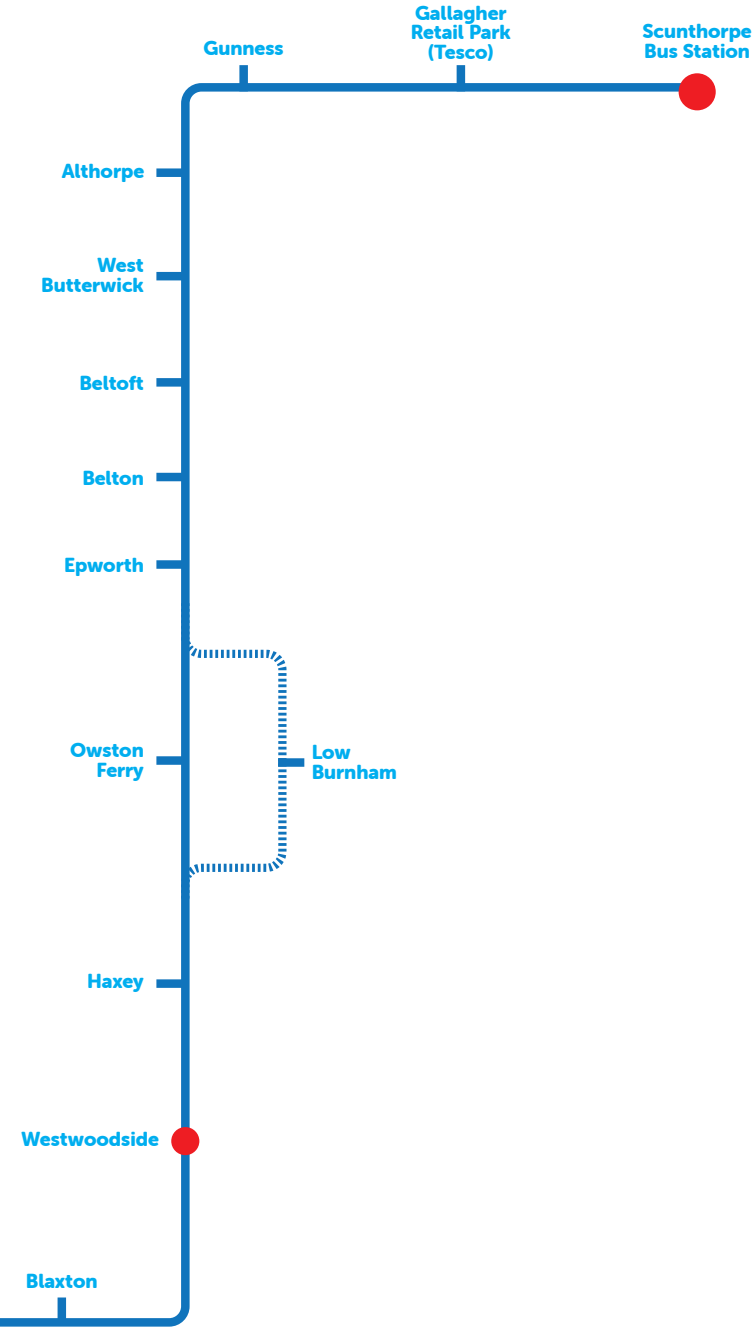 Gallagher
Retail Park
(Tesco)
Scunthorpe
Bus Station
Gunness
Althorpe
West
Butterwick
Beltoft
Belton
Epworth
Owston
Ferry
Low
Burnham
Haxey
Westwoodside
Blaxton